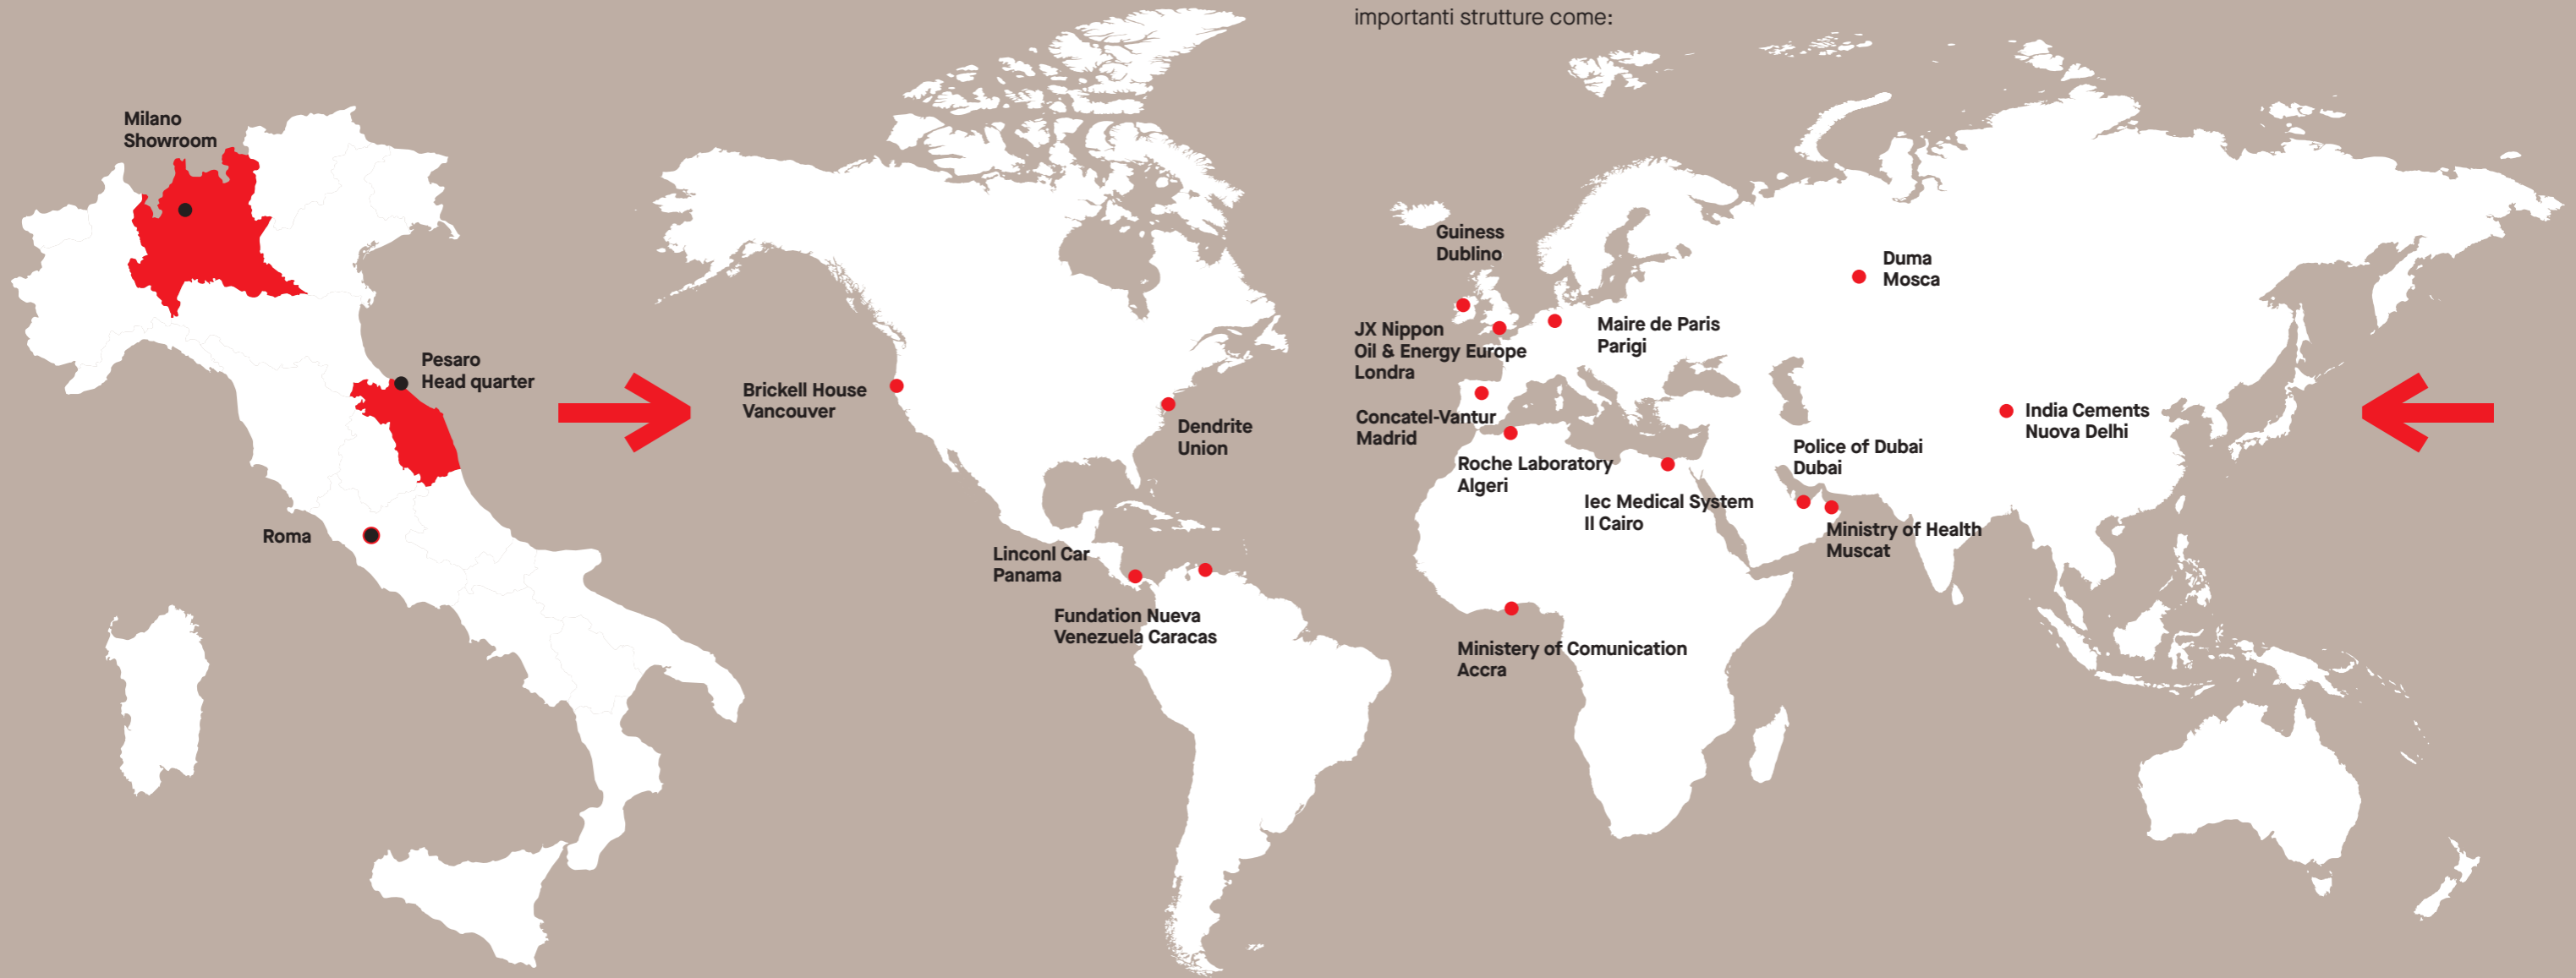 importanti strutture come:
Milano
Showroom
Pesaro
Head quarter
Roma
Brickell House
Vancouver
Dendrite
Union
Linconl Car
Panama
Fundation Nueva
Venezuela Caracas
Guiness
Dublino
JX Nippon
Oil & Energy Europe
Londra
Maire de Paris
Parigi
Concatel-Vantur
Madrid
Roche Laboratory
Algeri
Iec Medical System
Il Cairo
Ministery of Comunication
Accra
Duma
Mosca
India Cements
Nuova Delhi
Police of Dubai
Dubai
Ministry of Health
Muscat